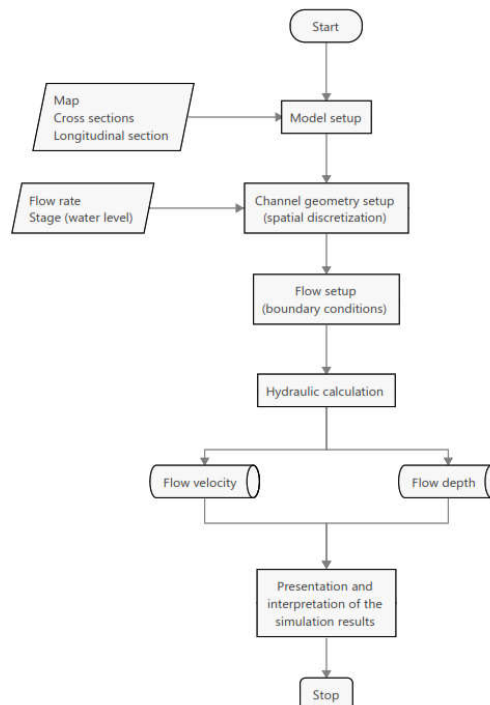 Start
Map
Cross sections
Longitudinal section
Model setup
Flow rate
Stage (water level)
Channel geometry setup
(spatial discretization)
Flow setup
(boundary conditions)
Hydraulic calculation
Flow velocity
Flow depth
Presentation and
interpretation of the
simulation results
Stop